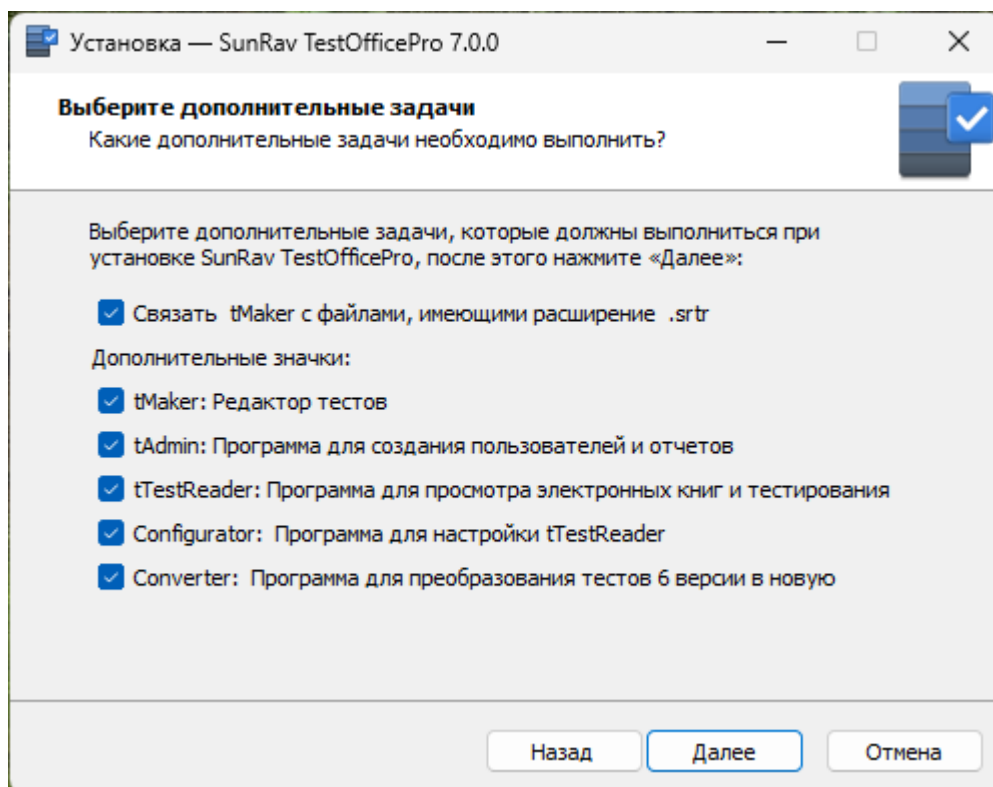 Установка — SunRav TestOfficePro 7.0.0
Выберите дополнительные задачи
Какие дополнительные задачи необходимо выполнить?
Выберите дополнительные задачи, которые должны выполниться при
установке SunRav TestOfficePro, после этого нажмите «Далее»:
Связать tMaker с файлами, имеющими расширение .srtr
Дополнительные значки:
tMaker: Редактор тестов
tAdmin: Программа для создания пользователей и отчетов
tTestReader: Программа для просмотра электронных книг и тестирования
Configurator: Программа для настройки tTestReader
Converter: Программа для преобразования тестов 6 версии в новую
Назад Далее Отмена